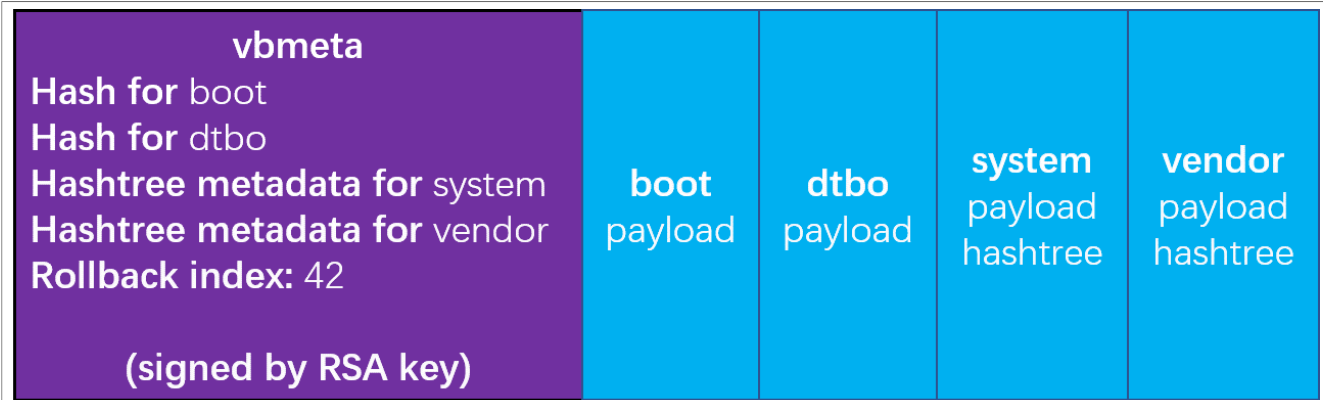 vbmeta
Hash for boot
Hash for dtbo
Hashtree metadata for system
Hashtree metadata for vendor
Rollback index: 42
(signed by RSA key)
boot
payload
dtbo
payload
system
payload
hashtree
vendor
payload
hashtree